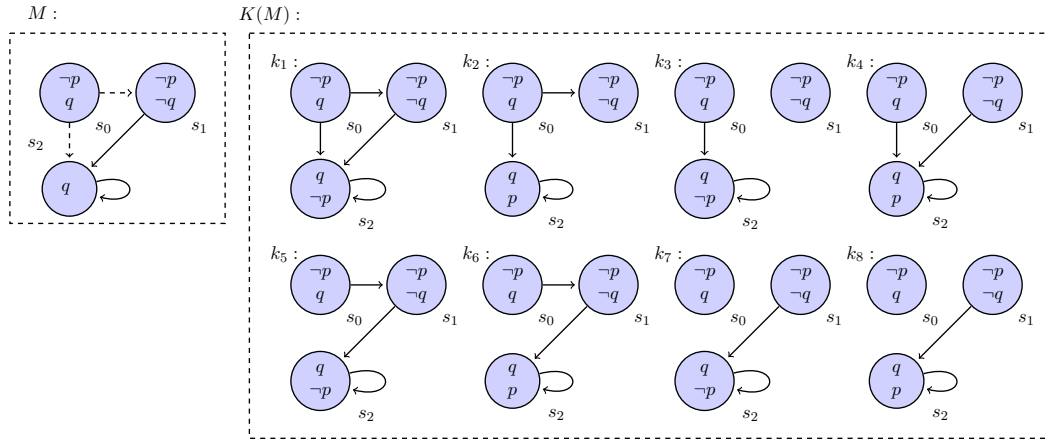 M :
K(M) :
¬p
q
¬p
¬q
s₀
s₁
s₂
q
k₁ :
¬p
q
¬p
¬q
s₀
s₁
q
¬p
s₂
k₂ :
¬p
q
¬p
¬q
s₀
s₁
q
p
s₂
k₃ :
¬p
q
¬p
¬q
s₀
s₁
q
¬p
s₂
k₄ :
¬p
q
¬p
¬q
s₀
s₁
q
p
s₂
k₅ :
¬p
q
¬p
¬q
s₀
s₁
q
¬p
s₂
k₆ :
¬p
q
¬p
¬q
s₀
s₁
q
p
s₂
k₇ :
¬p
q
¬p
¬q
s₀
s₁
q
¬p
s₂
k₈ :
¬p
q
¬p
¬q
s₀
s₁
q
p
s₂